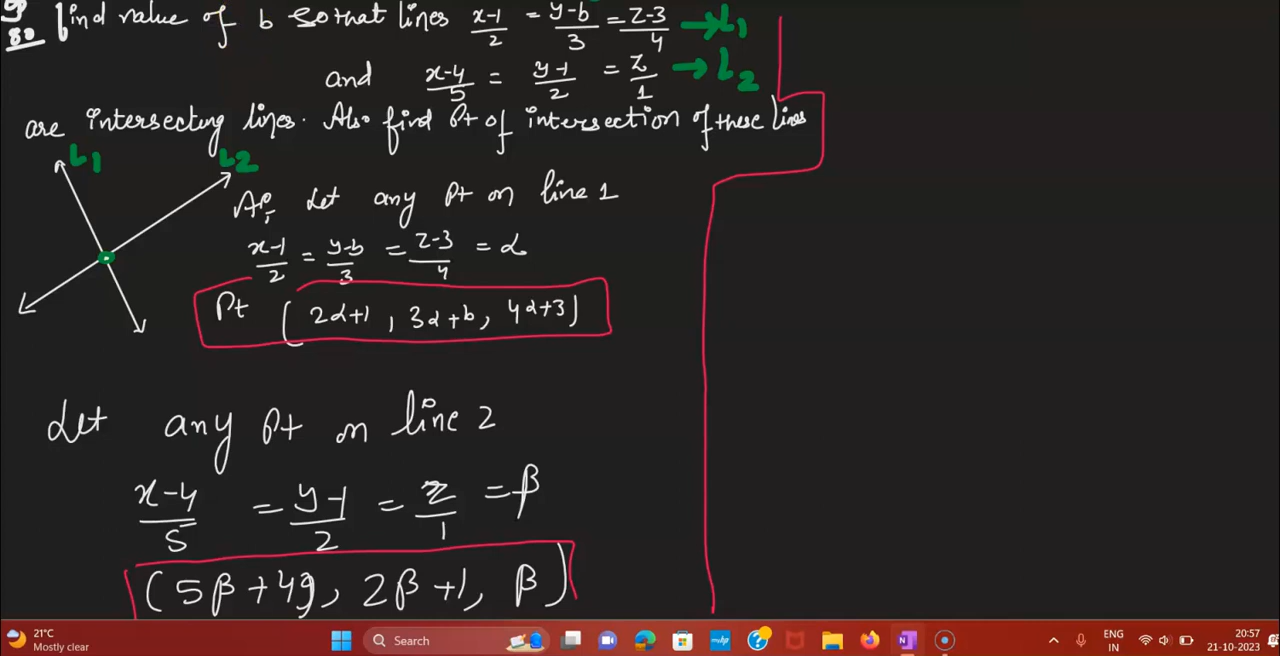 Q 80 find value of b so that lines x-1/2 = y-b/3 = z-3/4 → L1
and x-4/5 = y-1/2 = z/1 → L2
are intersecting lines. Also find Pt of intersection of these lines
L1 L2
Let any Pt on line 1
x-1/2 = y-b/3 = z-3/4 = α
Pt (2α+1, 3α+b, 4α+3)
Let any Pt on line 2
x-4/5 = y-1/2 = z/1 = β
(5β+4, 2β+1, β)
21°C
Mostly clear
Search
ENG
IN
20:57
21-10-2023